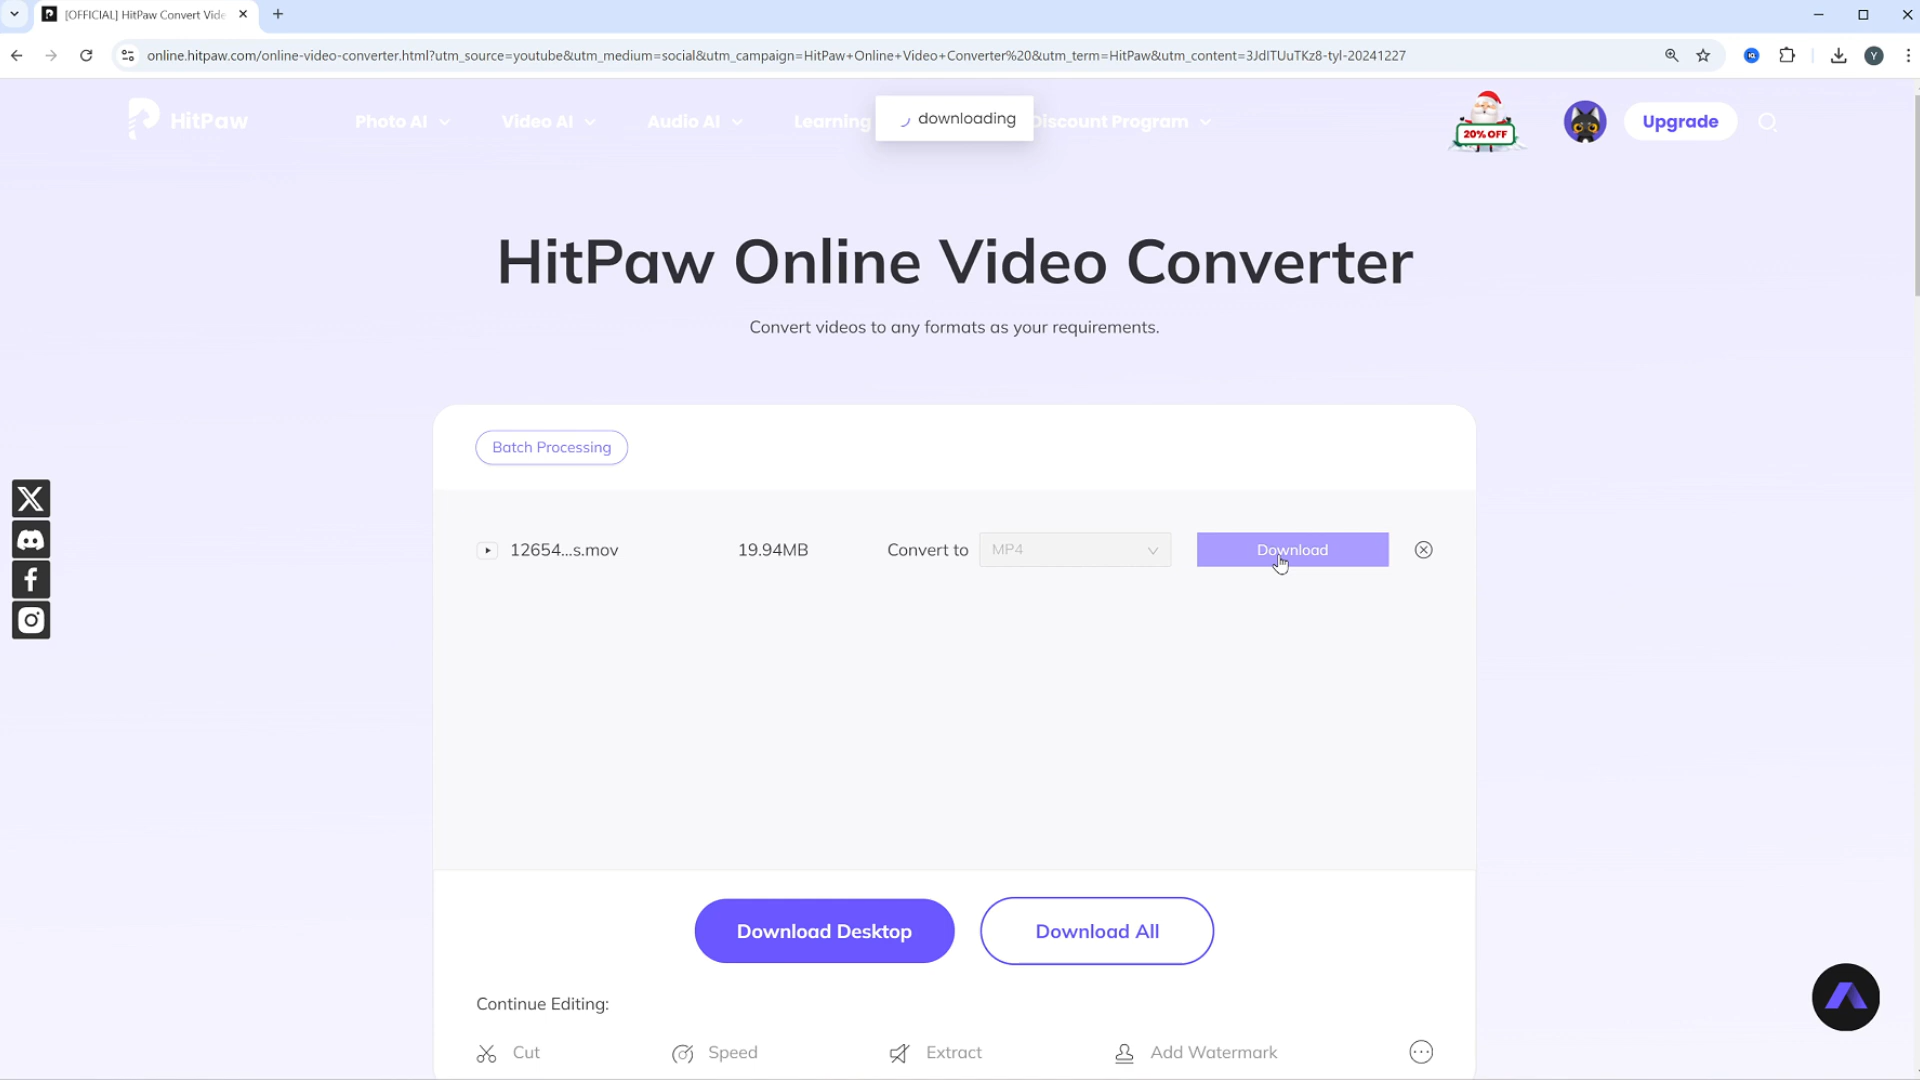 [OFFICIAL] HitPaw Convert Vide
online.hitpaw.com/online-video-converter.html?utm_source=youtube&utm_medium=social&utm_campaign=HitPaw+Online+Video+Converter%20&utm_term=HitPaw&utm_content=3JdITUuTKz8-tyl-20241227
Y
HitPaw
Photo AI
Video AI
Audio AI
Learning
downloading
Discount Program
20% OFF
Upgrade
HitPaw Online Video Converter
Convert videos to any formats as your requirements.
Batch Processing
12654...s.mov
19.94MB
Convert to
MP4
Download
Download Desktop
Download All
Continue Editing:
Cut
Speed
Extract
Add Watermark